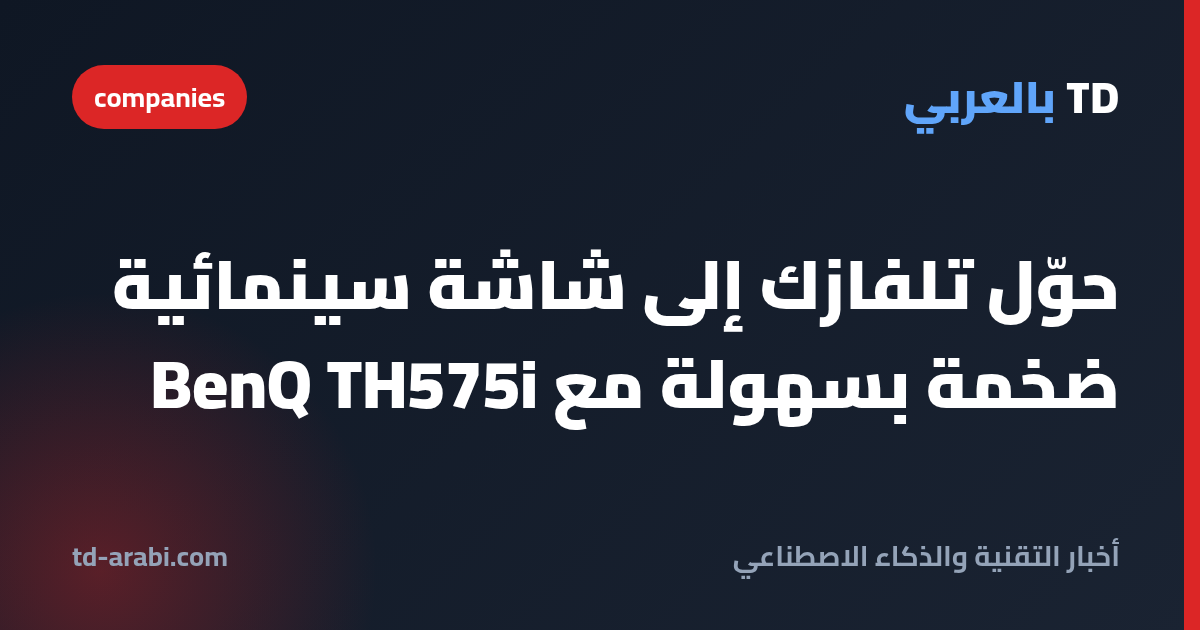 TD بالعربي
companies
حوّل تلفازك إلى شاشة سينمائية
ضخمة بسهولة مع BenQ TH575i
أخبار التقنية والذكاء الاصطناعي
td-arabi.com